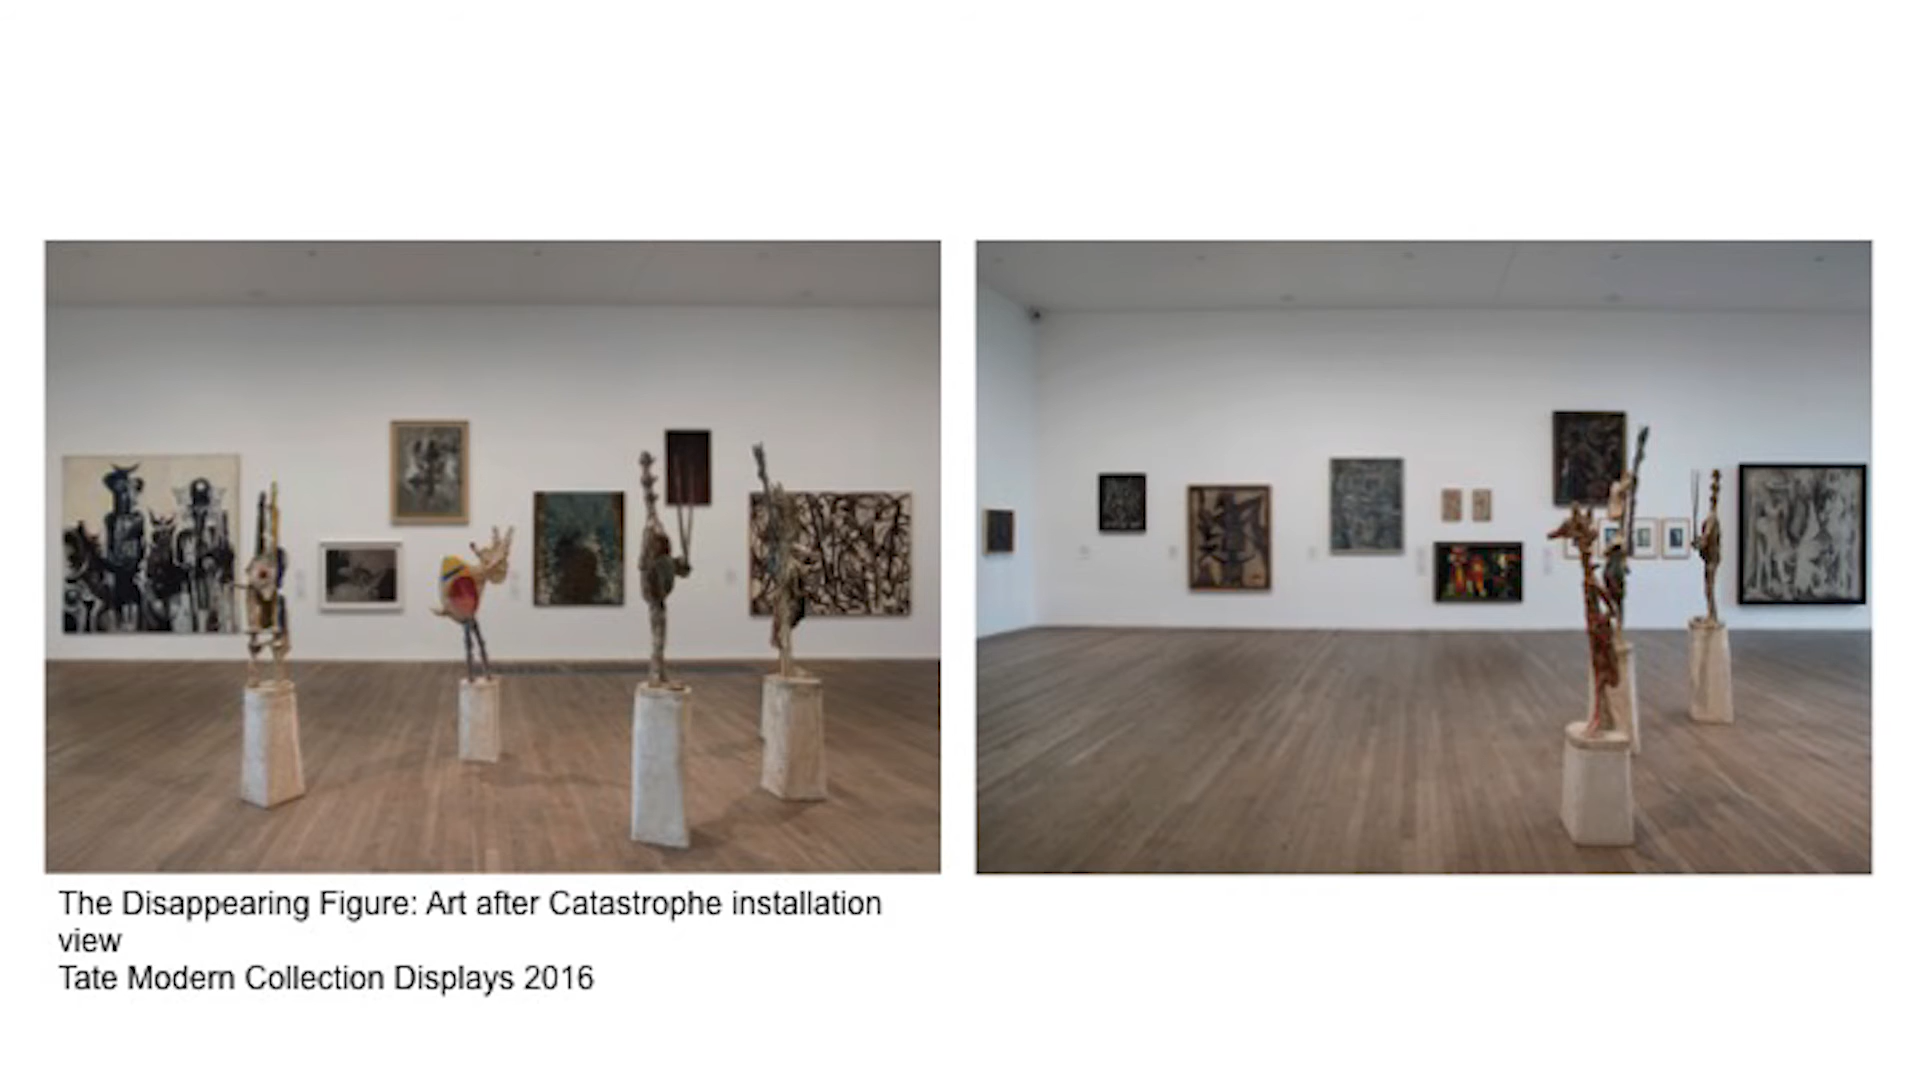 The Disappearing Figure: Art after Catastrophe installation
view
Tate Modern Collection Displays 2016